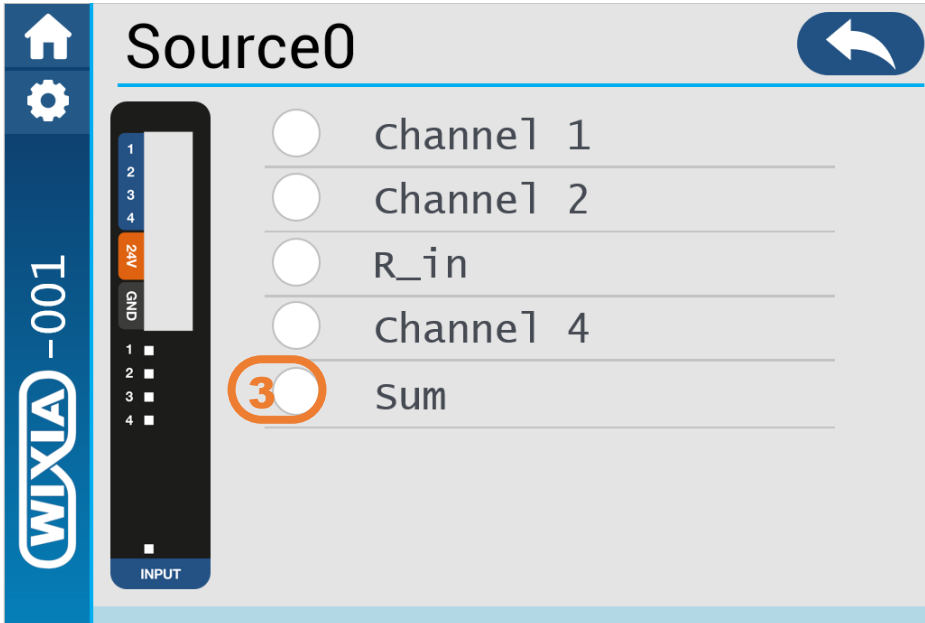 Source0
WIXIA -001
1
2
3
4
24V
GND
1
2
3
4
INPUT
Channel 1
Channel 2
R_in
Channel 4
3
Sum